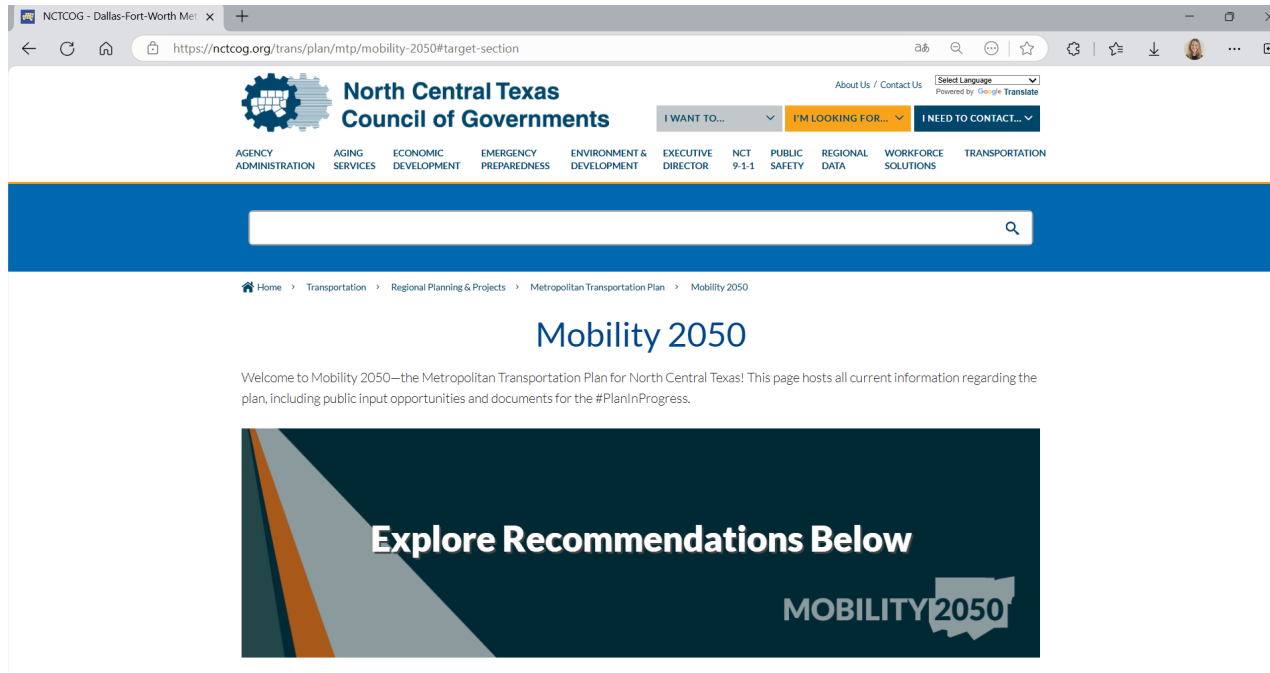 NCTCOG - Dallas-Fort-Worth Met
https://nctcog.org/trans/plan/mtp/mobility-2050#target-section
North Central Texas
Council of Governments
About Us / Contact Us
Select Language
Powered by Google Translate
I WANT TO...
I'M LOOKING FOR...
I NEED TO CONTACT...
AGENCY
ADMINISTRATION
AGING
SERVICES
ECONOMIC
DEVELOPMENT
EMERGENCY
PREPAREDNESS
ENVIRONMENT &
DEVELOPMENT
EXECUTIVE
DIRECTOR
NCT
9-1-1
PUBLIC
SAFETY
REGIONAL
DATA
WORKFORCE
SOLUTIONS
TRANSPORTATION
Home > Transportation > Regional Planning & Projects > Metropolitan Transportation Plan > Mobility 2050
Mobility 2050
Welcome to Mobility 2050—the Metropolitan Transportation Plan for North Central Texas! This page hosts all current information regarding the
plan, including public input opportunities and documents for the #PlanInProgress.
Explore Recommendations Below
MOBILITY 2050